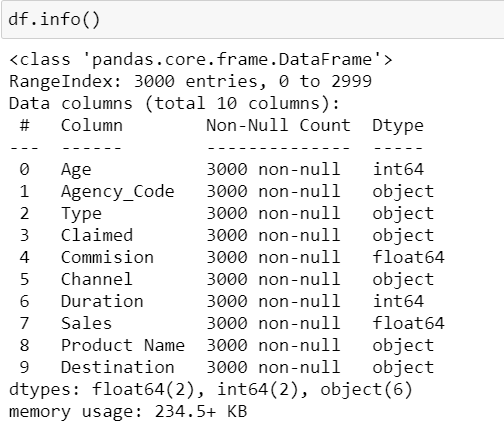 df.info()
<class 'pandas.core.frame.DataFrame'>
RangeIndex: 3000 entries, 0 to 2999
Data columns (total 10 columns):
 #   Column        Non-Null Count  Dtype
---  ------        --------------  -----
 0   Age           3000 non-null   int64
 1   Agency_Code   3000 non-null   object
 2   Type          3000 non-null   object
 3   Claimed       3000 non-null   object
 4   Commision     3000 non-null   float64
 5   Channel       3000 non-null   object
 6   Duration      3000 non-null   int64
 7   Sales         3000 non-null   float64
 8   Product Name  3000 non-null   object
 9   Destination   3000 non-null   object
dtypes: float64(2), int64(2), object(6)
memory usage: 234.5+ KB